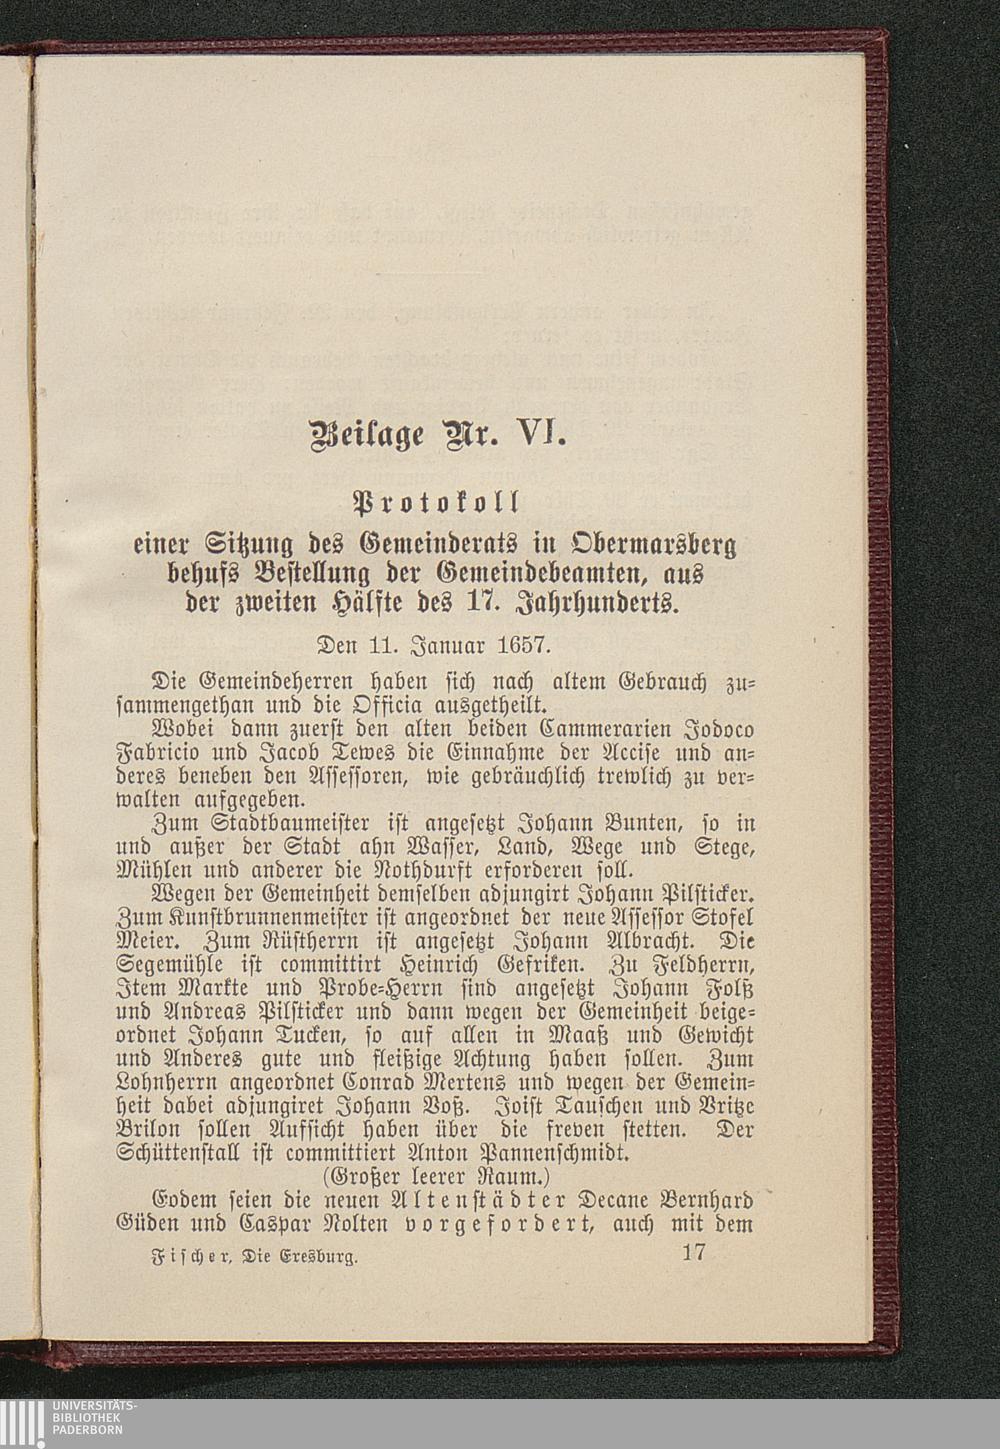 Beilage Nr. VI.
Protokoll
einer Sitzung des Gemeinderats in Obermarsberg
behufs Bestellung der Gemeindebeamten, aus
der zweiten Hälfte des 17. Jahrhunderts.
Den 11. Januar 1657.
Die Gemeindeherren haben sich nach altem Gebrauch zu-
sammengethan und die Officia ausgetheilt.
Wobei dann zuerst den alten beiden Cammerarien Jodoco
Fabricio und Jacob Tewes die Einnahme der Accise und an-
deres beneben den Assessoren, wie gebräuchlich trewlich zu ver-
walten aufgegeben.
Zum Stadtbaumeister ist angesetzt Johann Bunten, so in
und außer der Stadt ahn Wasser, Land, Wege und Stege,
Mühlen und anderer die Nothdurft erforderen soll.
Wegen der Gemeinheit demselben adjungirt Johann Pilsticker.
Zum Kunstbrunnenmeister ist angeordnet der neue Assessor Stofel
Meier. Zum Rüstherrn ist angesetzt Johann Albracht. Die
Segemühle ist committirt Heinrich Gefriken. Zu Feldherrn,
Item Markte und Probe-Herrn sind angesetzt Johann Folß
und Andreas Pilsticker und dann wegen der Gemeinheit beige-
ordnet Johann Tucken, so auf allen in Maaß und Gewicht
und Anderes gute und fleißige Achtung haben sollen. Zum
Lohnherrn angeordnet Conrad Mertens und wegen der Gemein-
heit dabei adjungiret Johann Voß. Joist Tauschen und Vritze
Brilon sollen Aufsicht haben über die freven stetten. Der
Schüttenstall ist committiert Anton Pannenschmidt.
(Großer leerer Raum.)
Eodem seien die neuen Altenstädter Decane Bernhard
Güden und Caspar Nolten vorgefordert, auch mit dem
Fischer, Die Eresburg. 17
UNIVERSITÄTS-
BIBLIOTHEK
PADERBORN